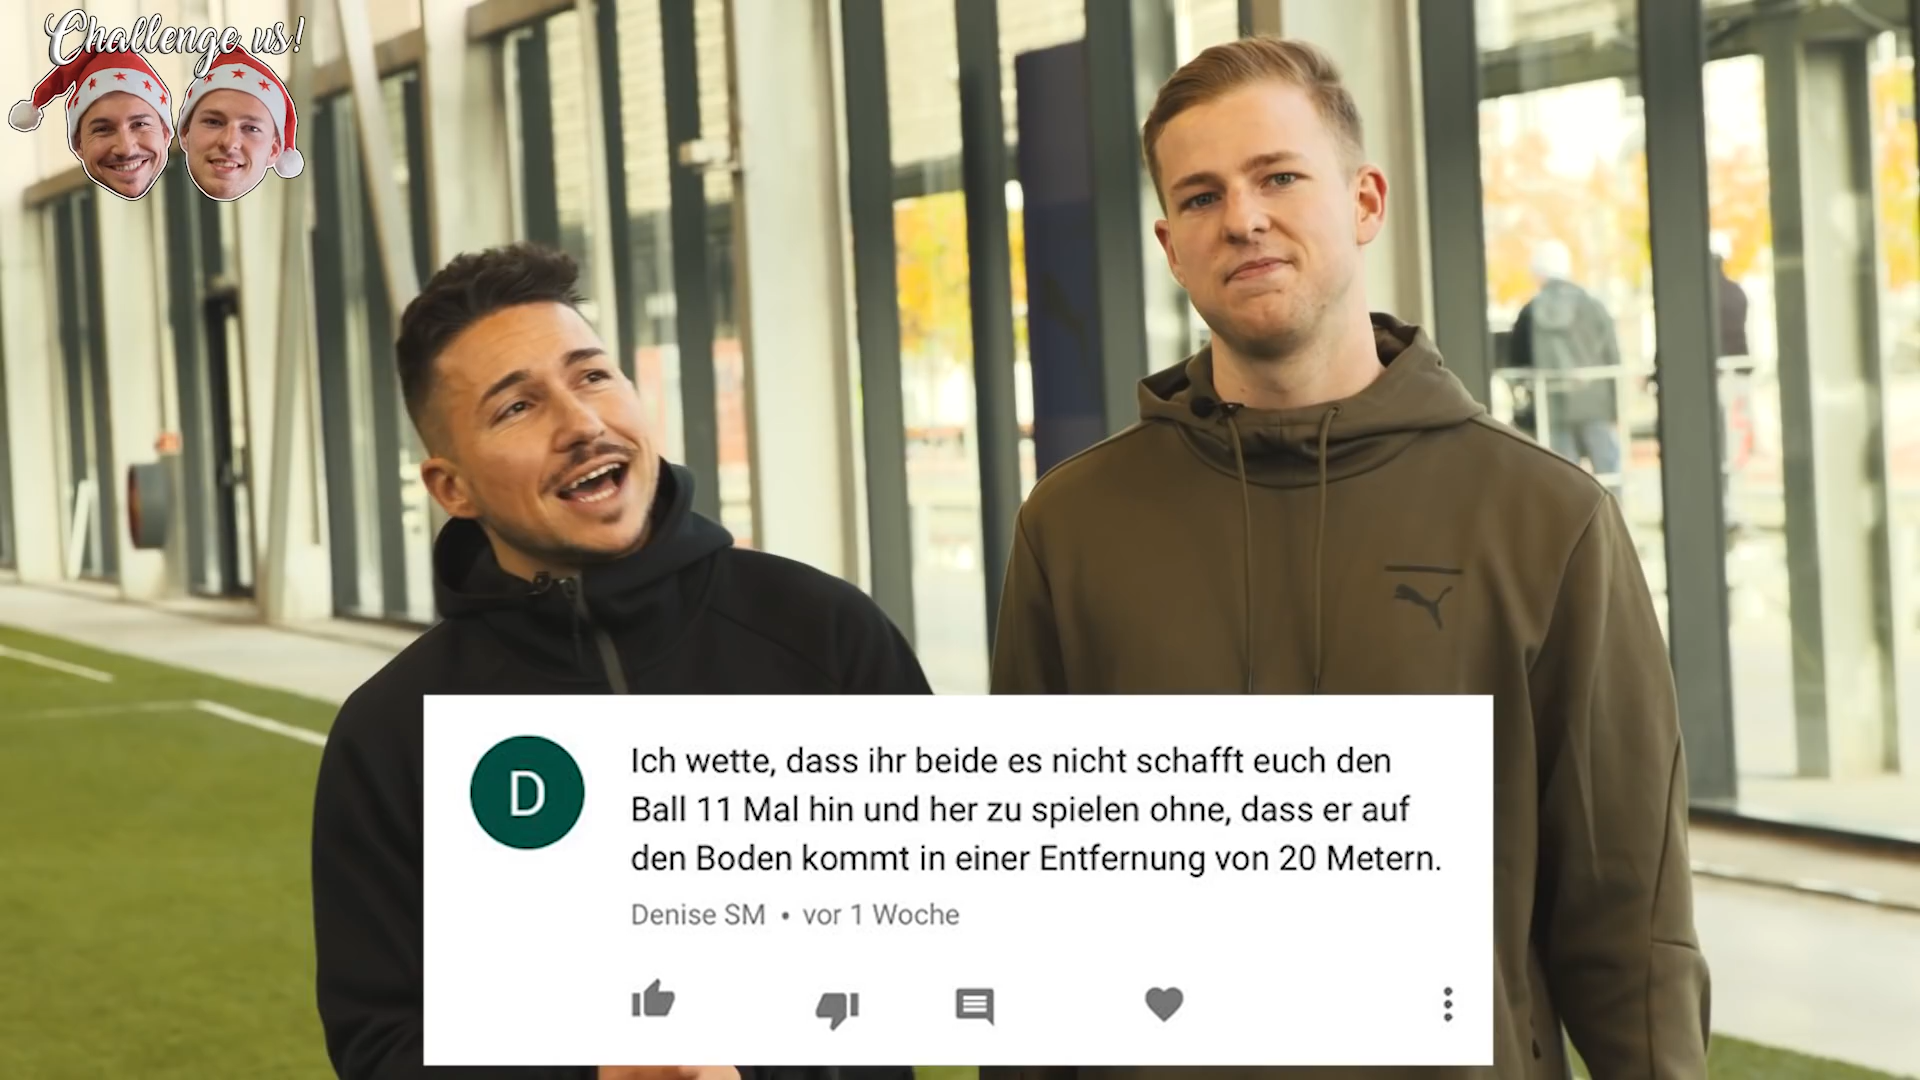 Challenge us!
D
Ich wette, dass ihr beide es nicht schafft euch den
Ball 11 Mal hin und her zu spielen ohne, dass er auf
den Boden kommt in einer Entfernung von 20 Metern.
Denise SM • vor 1 Woche